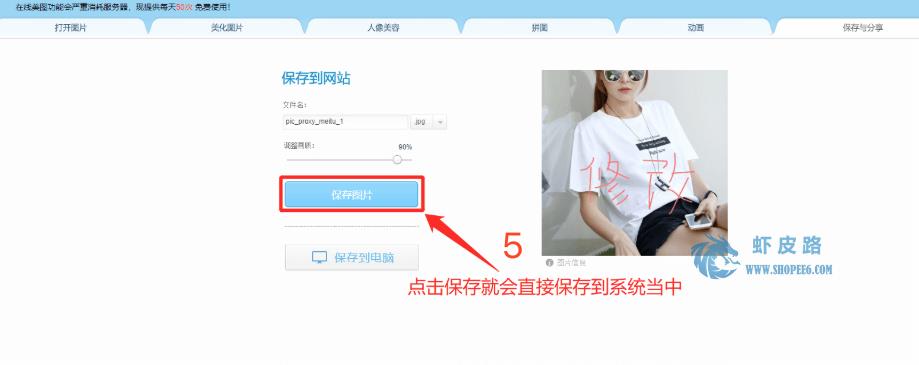 在线美图功能会严重消耗服务器，现提供每天50次 免费使用！
打开图片
美化图片
人像美容
拼图
动画
保存与分享
保存到网站
文件名：
pic_proxy_meitu_1
.jpg
调整画质：
90%
保存图片
保存到电脑
修改
图片信息
5
点击保存就会直接保存到系统当中
虾皮路
WWW.SHOPEE6.COM